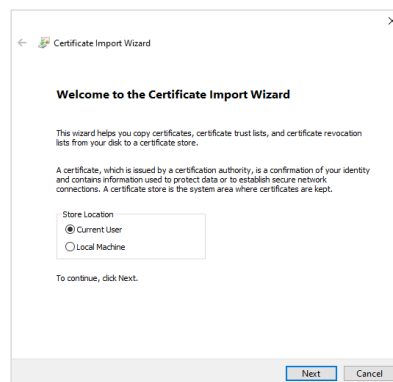 Certificate Import Wizard
Welcome to the Certificate Import Wizard
This wizard helps you copy certificates, certificate trust lists, and certificate revocation
lists from your disk to a certificate store.
A certificate, which is issued by a certification authority, is a confirmation of your identity
and contains information used to protect data or to establish secure network
connections. A certificate store is the system area where certificates are kept.
Store Location
Current User
Local Machine
To continue, click Next.
Next Cancel